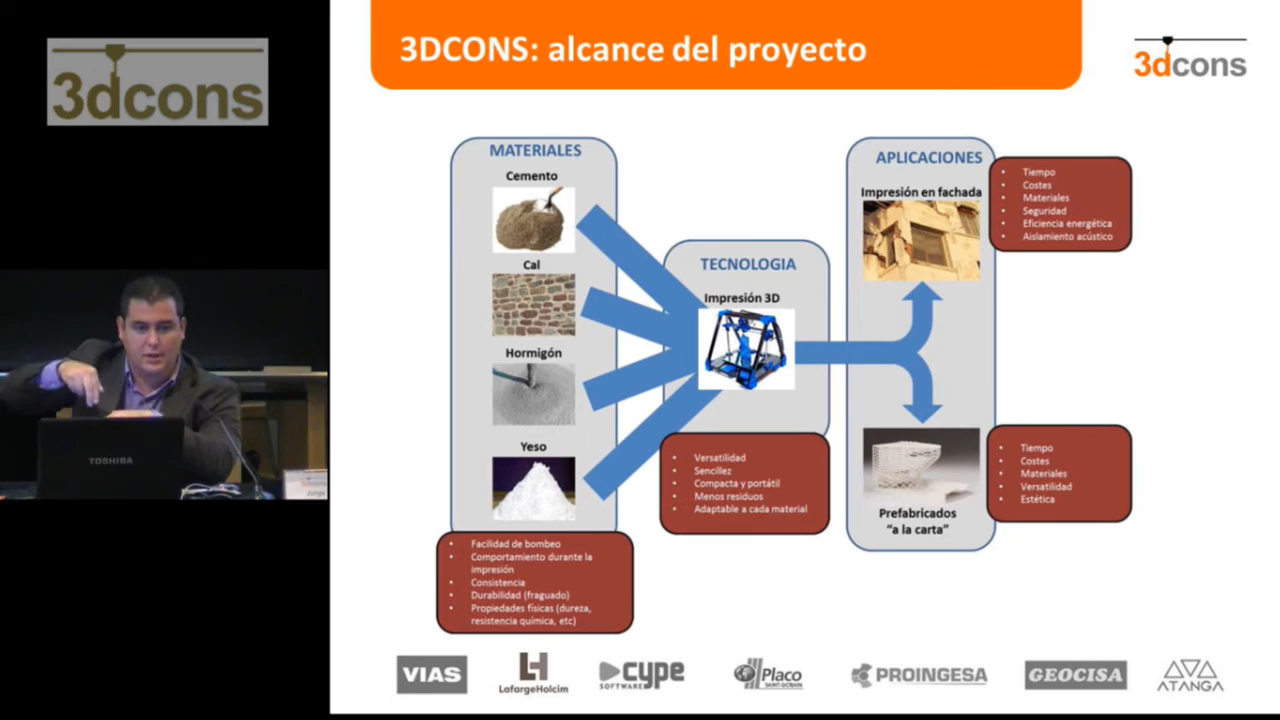 3dcons
3DCONS: alcance del proyecto
3dcons
MATERIALES
Cemento
Cal
Hormigón
Yeso
• Facilidad de bombeo
• Comportamiento durante la
impresión
• Consistencia
• Durabilidad (fraguado)
• Propiedades físicas (dureza,
resistencia química, etc)
TECNOLOGIA
Impresión 3D
• Versatilidad
• Sencillez
• Compacta y portátil
• Menos residuos
• Adaptable a cada material
APLICACIONES
Impresión en fachada
• Tiempo
• Costes
• Materiales
• Seguridad
• Eficiencia energética
• Aislamiento acústico
Prefabricados
"a la carta"
• Tiempo
• Costes
• Materiales
• Versatilidad
• Estética
TOSHIBA
VIAS
LH
LafargeHolcim
cype
SOFTWARE
Placo
SAINT-GOBAIN
PROINGESA
GEOCISA
ATANGA